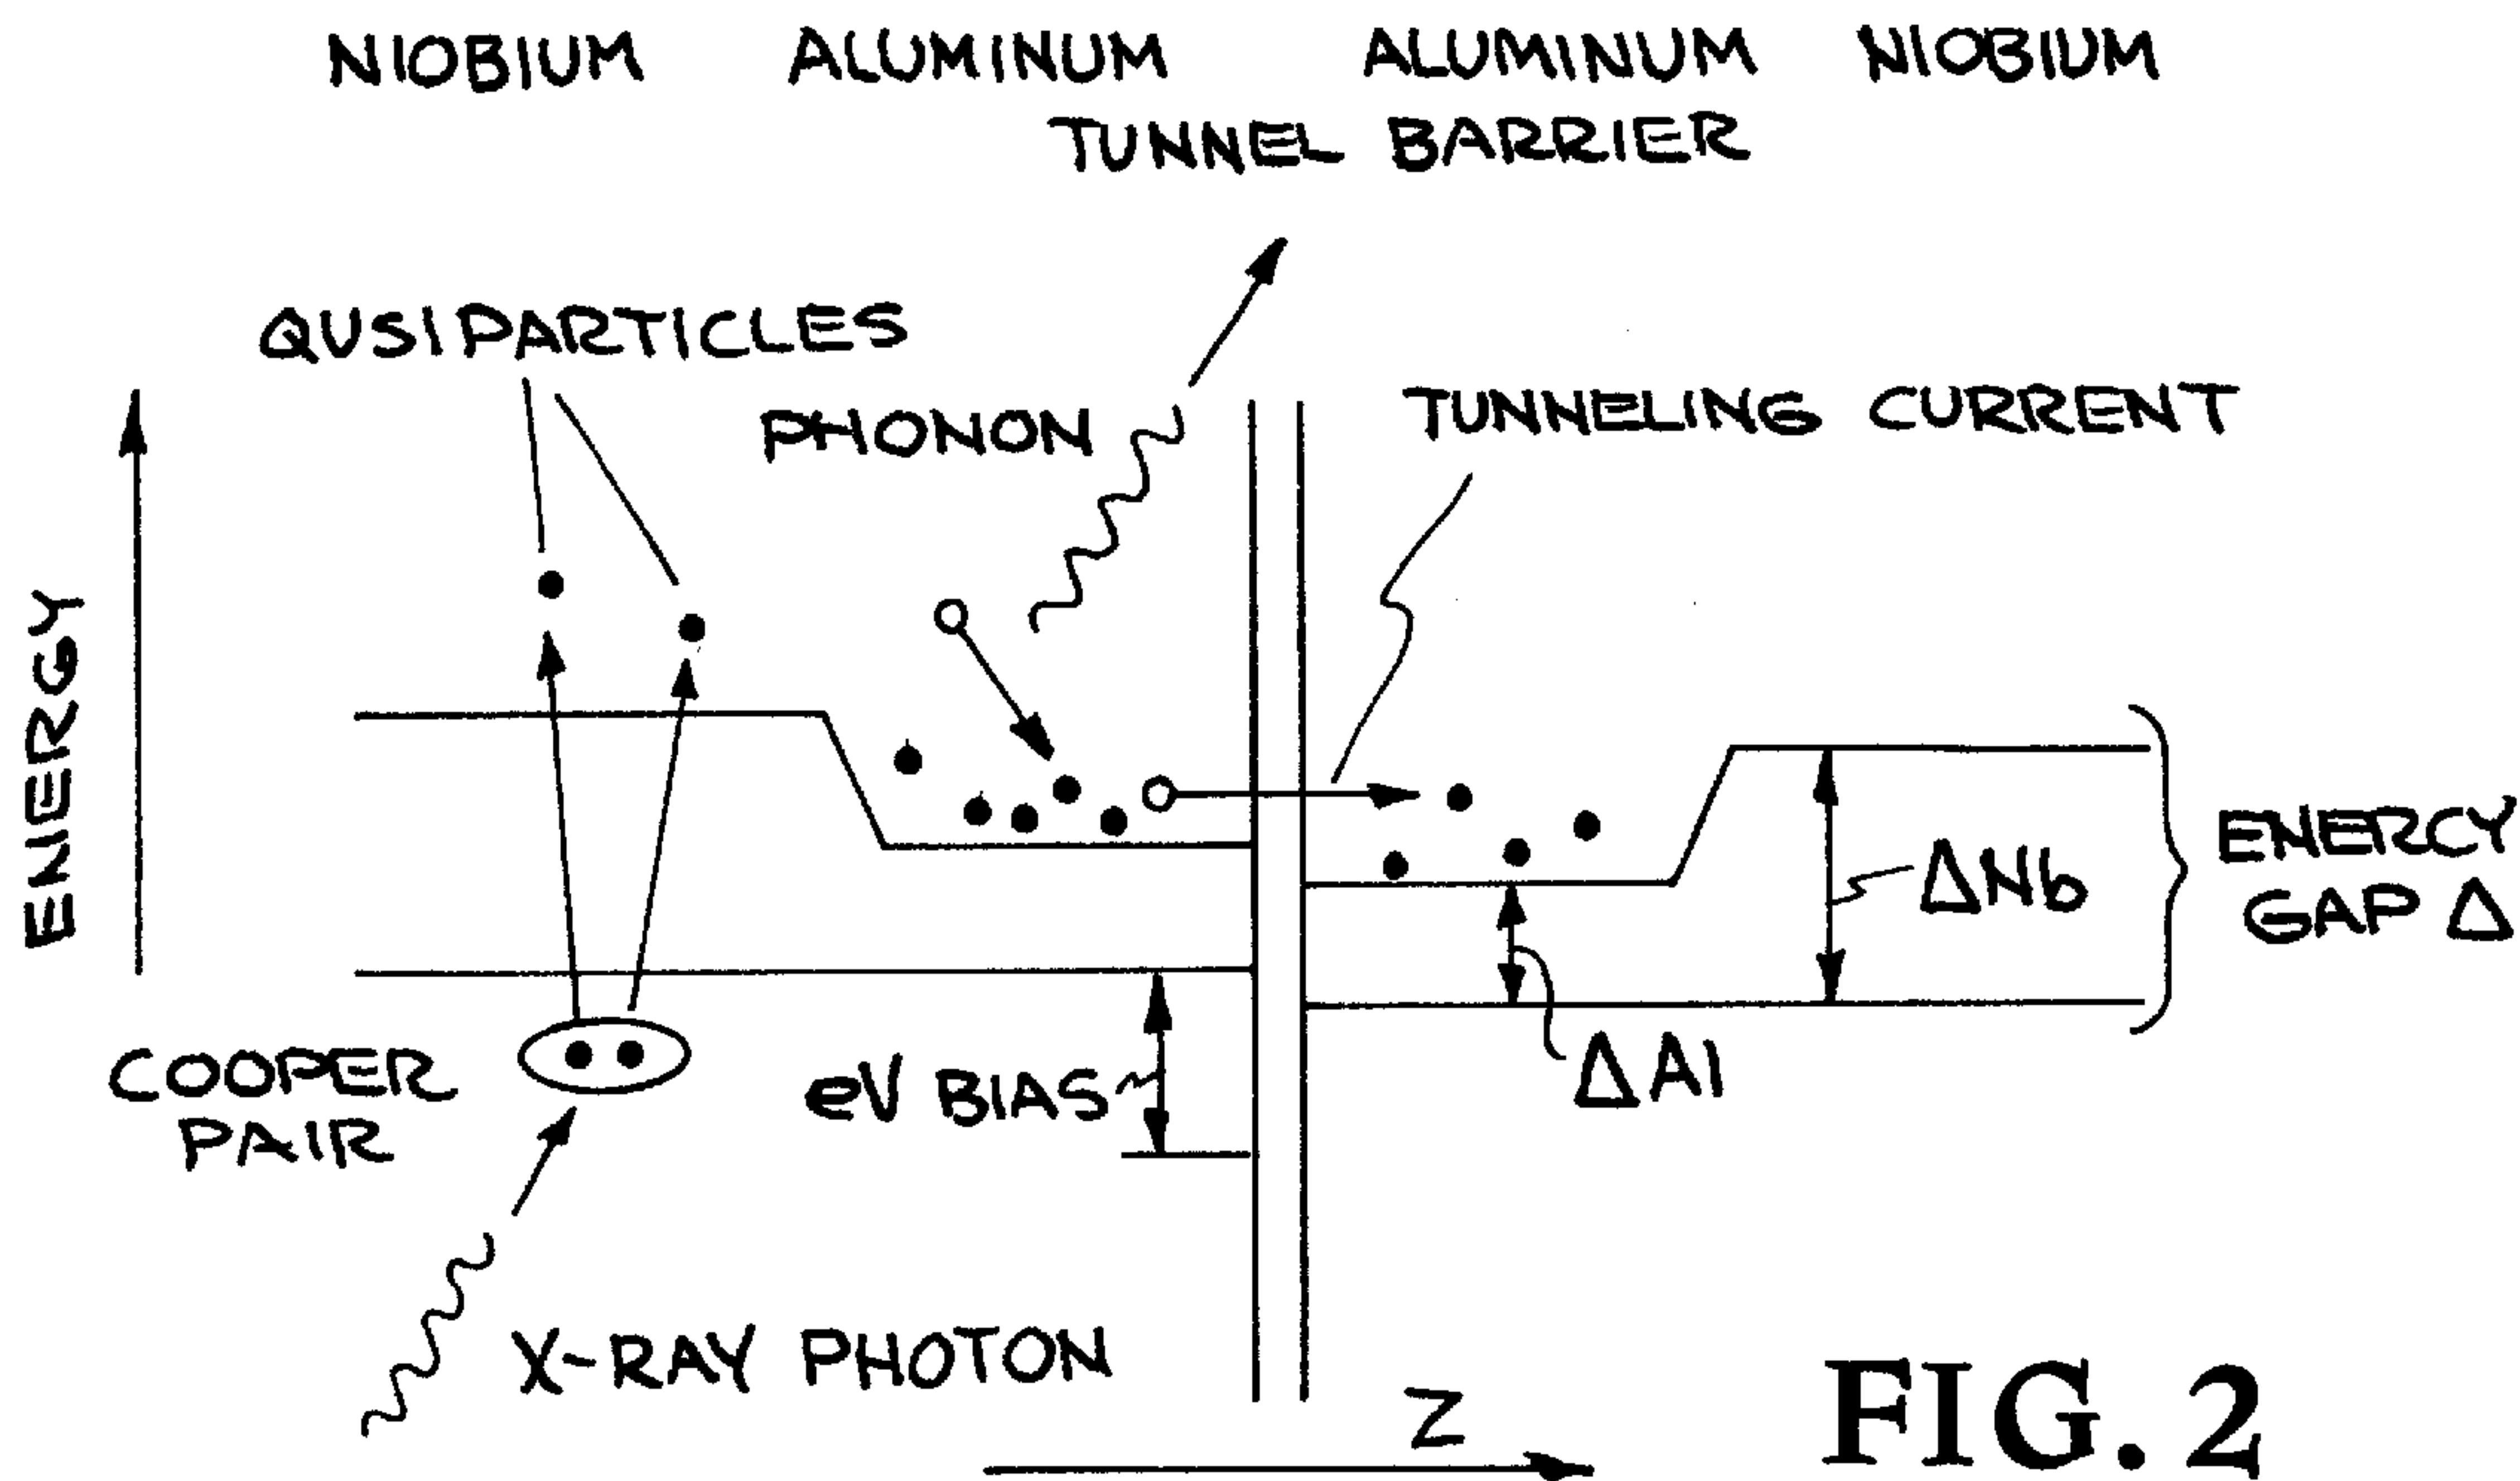 NIOBIUM ALUMINUM ALUMINUM NIOBIUM
TUNNEL BARRIER
QUSIPARTICLES
PHONON
TUNNELING CURRENT
ENERGY
ENERGY
GAP Δ
ΔNb
ΔAl
COOPER
PAIR
eV BIAS
X-RAY PHOTON
Z
FIG. 2